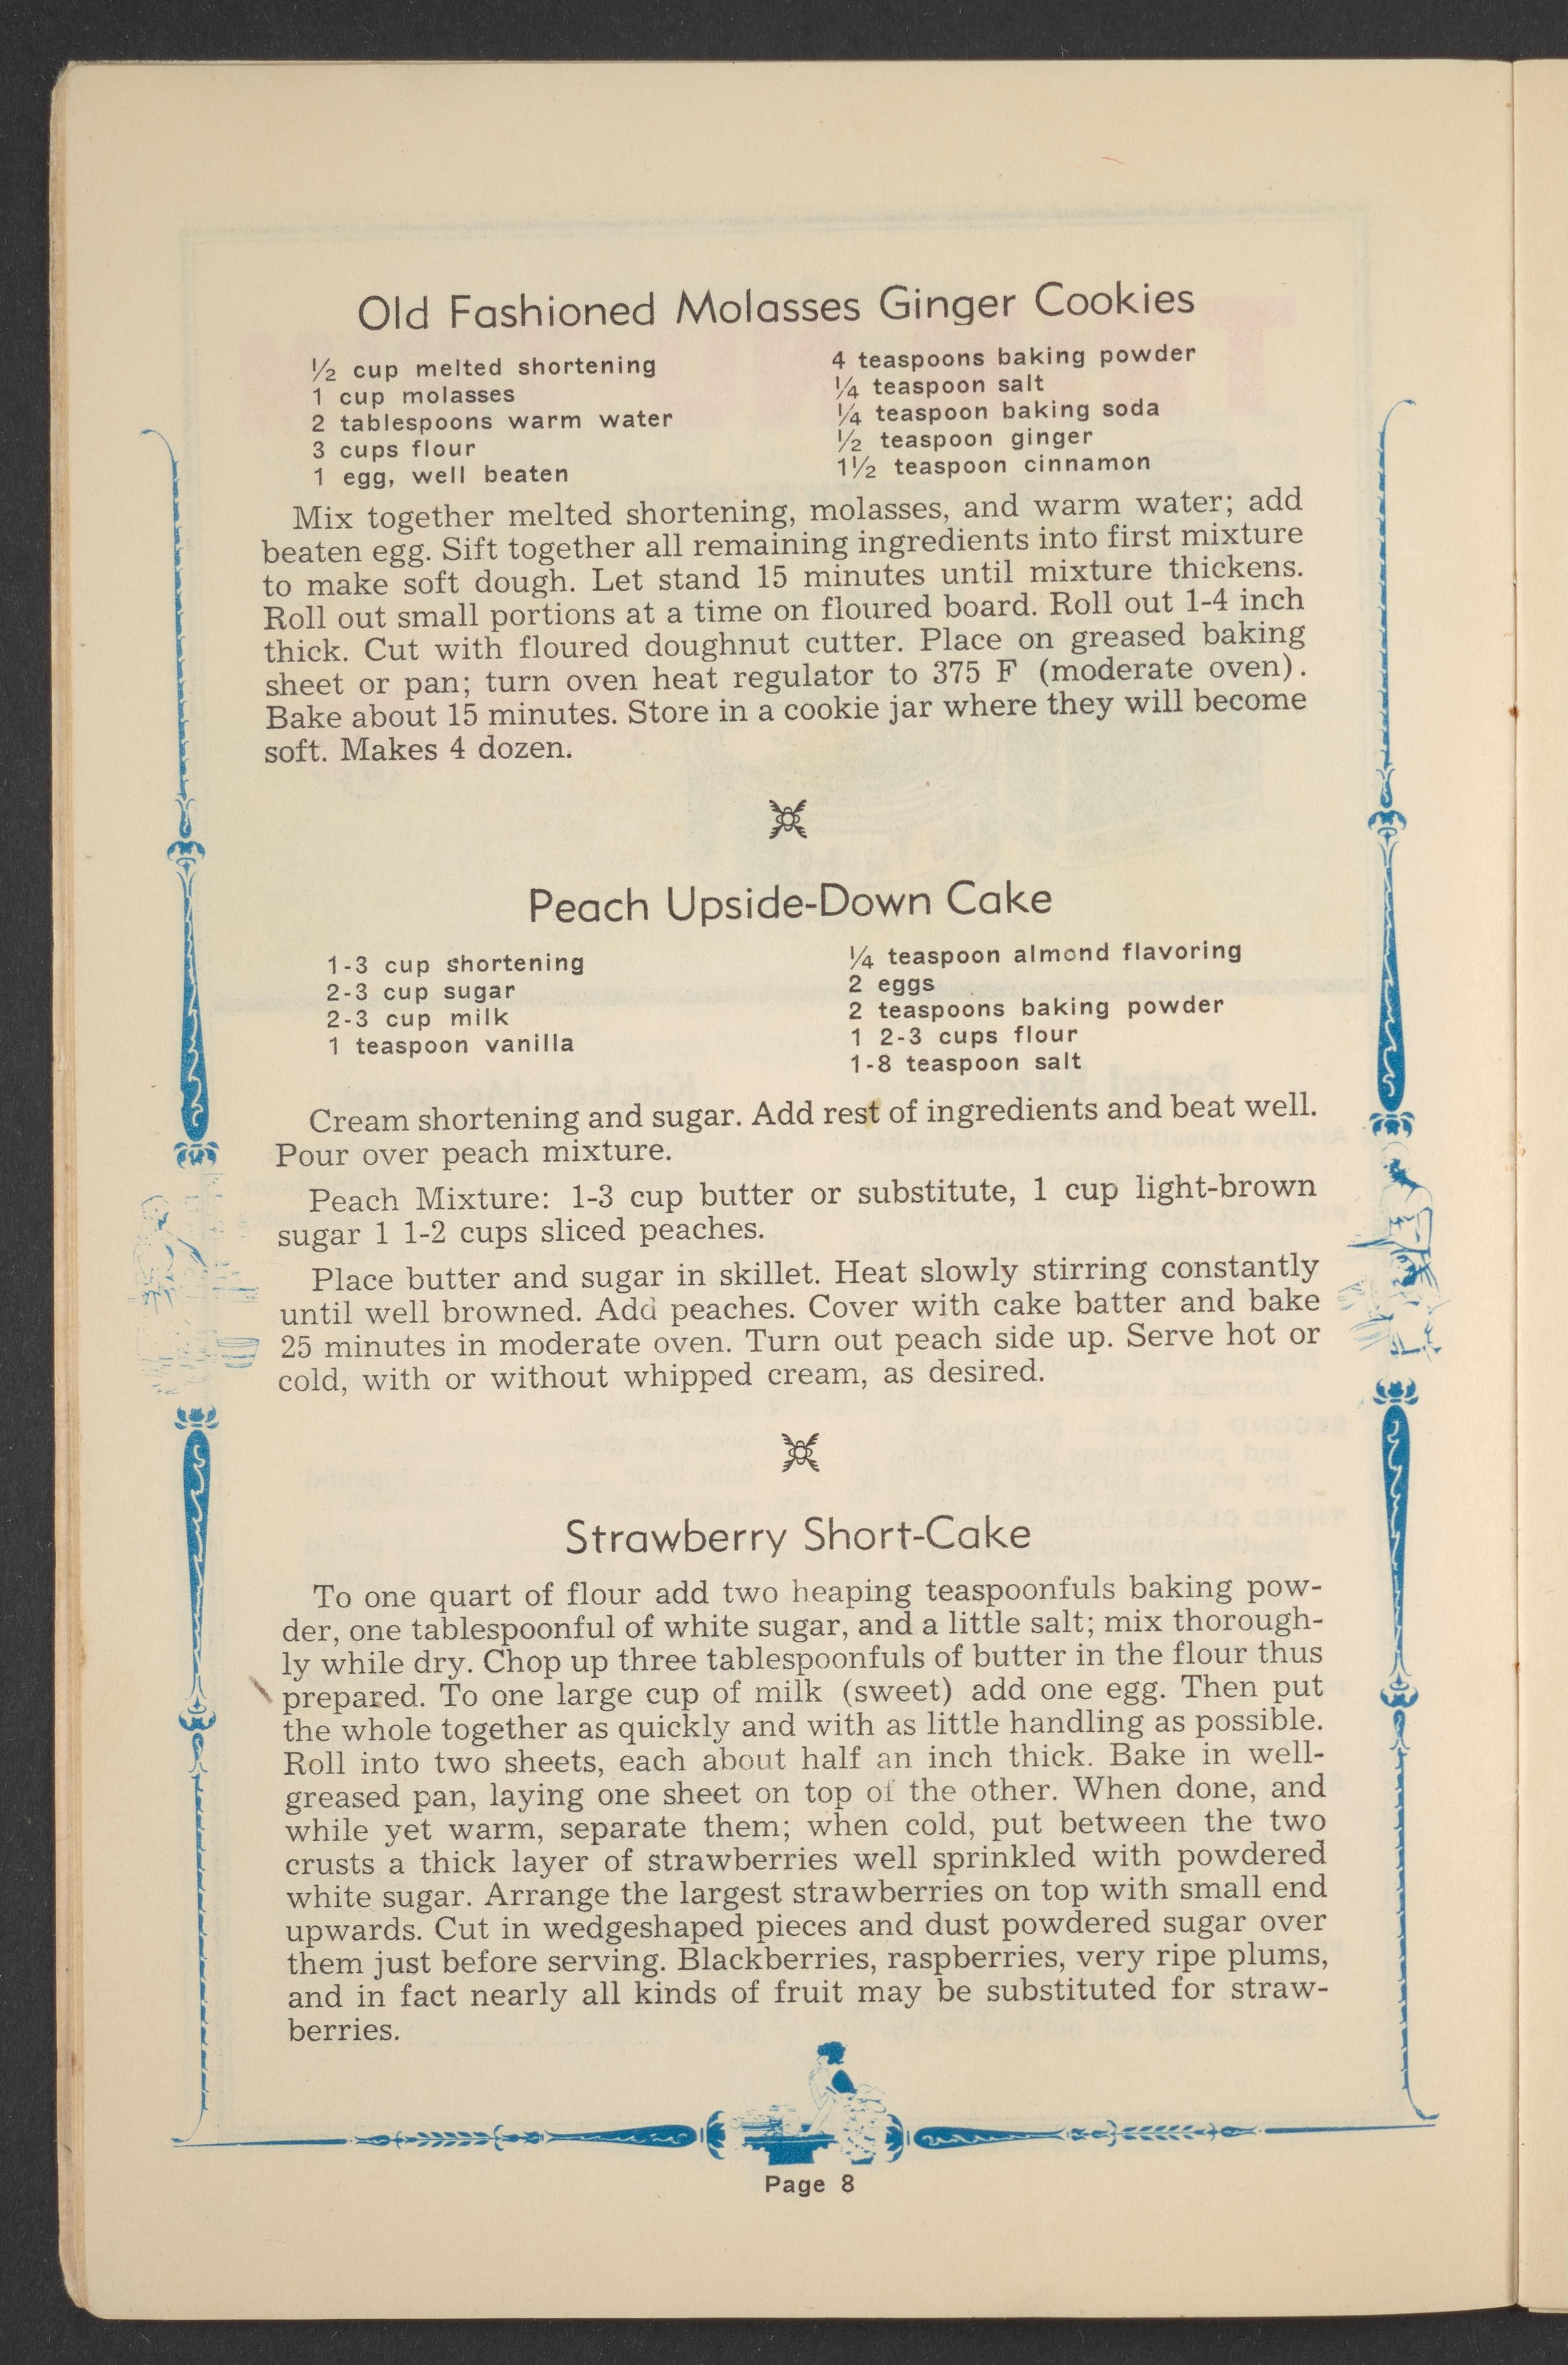 Old Fashioned Molasses Ginger Cookies
½ cup melted shortening
1 cup molasses
2 tablespoons warm water
3 cups flour
1 egg, well beaten
4 teaspoons baking powder
¼ teaspoon salt
¼ teaspoon baking soda
½ teaspoon ginger
1½ teaspoon cinnamon
Mix together melted shortening, molasses, and warm water; add
beaten egg. Sift together all remaining ingredients into first mixture
to make soft dough. Let stand 15 minutes until mixture thickens.
Roll out small portions at a time on floured board. Roll out 1-4 inch
thick. Cut with floured doughnut cutter. Place on greased baking
sheet or pan; turn oven heat regulator to 375 F (moderate oven).
Bake about 15 minutes. Store in a cookie jar where they will become
soft. Makes 4 dozen.
Peach Upside-Down Cake
1-3 cup shortening
2-3 cup sugar
2-3 cup milk
1 teaspoon vanilla
¼ teaspoon almond flavoring
2 eggs
2 teaspoons baking powder
1 2-3 cups flour
1-8 teaspoon salt
Cream shortening and sugar. Add rest of ingredients and beat well.
Pour over peach mixture.
Peach Mixture: 1-3 cup butter or substitute, 1 cup light-brown
sugar 1 1-2 cups sliced peaches.
Place butter and sugar in skillet. Heat slowly stirring constantly
until well browned. Add peaches. Cover with cake batter and bake
25 minutes in moderate oven. Turn out peach side up. Serve hot or
cold, with or without whipped cream, as desired.
Strawberry Short-Cake
To one quart of flour add two heaping teaspoonfuls baking pow-
der, one tablespoonful of white sugar, and a little salt; mix thorough-
ly while dry. Chop up three tablespoonfuls of butter in the flour thus
prepared. To one large cup of milk (sweet) add one egg. Then put
the whole together as quickly and with as little handling as possible.
Roll into two sheets, each about half an inch thick. Bake in well-
greased pan, laying one sheet on top of the other. When done, and
while yet warm, separate them; when cold, put between the two
crusts a thick layer of strawberries well sprinkled with powdered
white sugar. Arrange the largest strawberries on top with small end
upwards. Cut in wedgeshaped pieces and dust powdered sugar over
them just before serving. Blackberries, raspberries, very ripe plums,
and in fact nearly all kinds of fruit may be substituted for straw-
berries.
Page 8